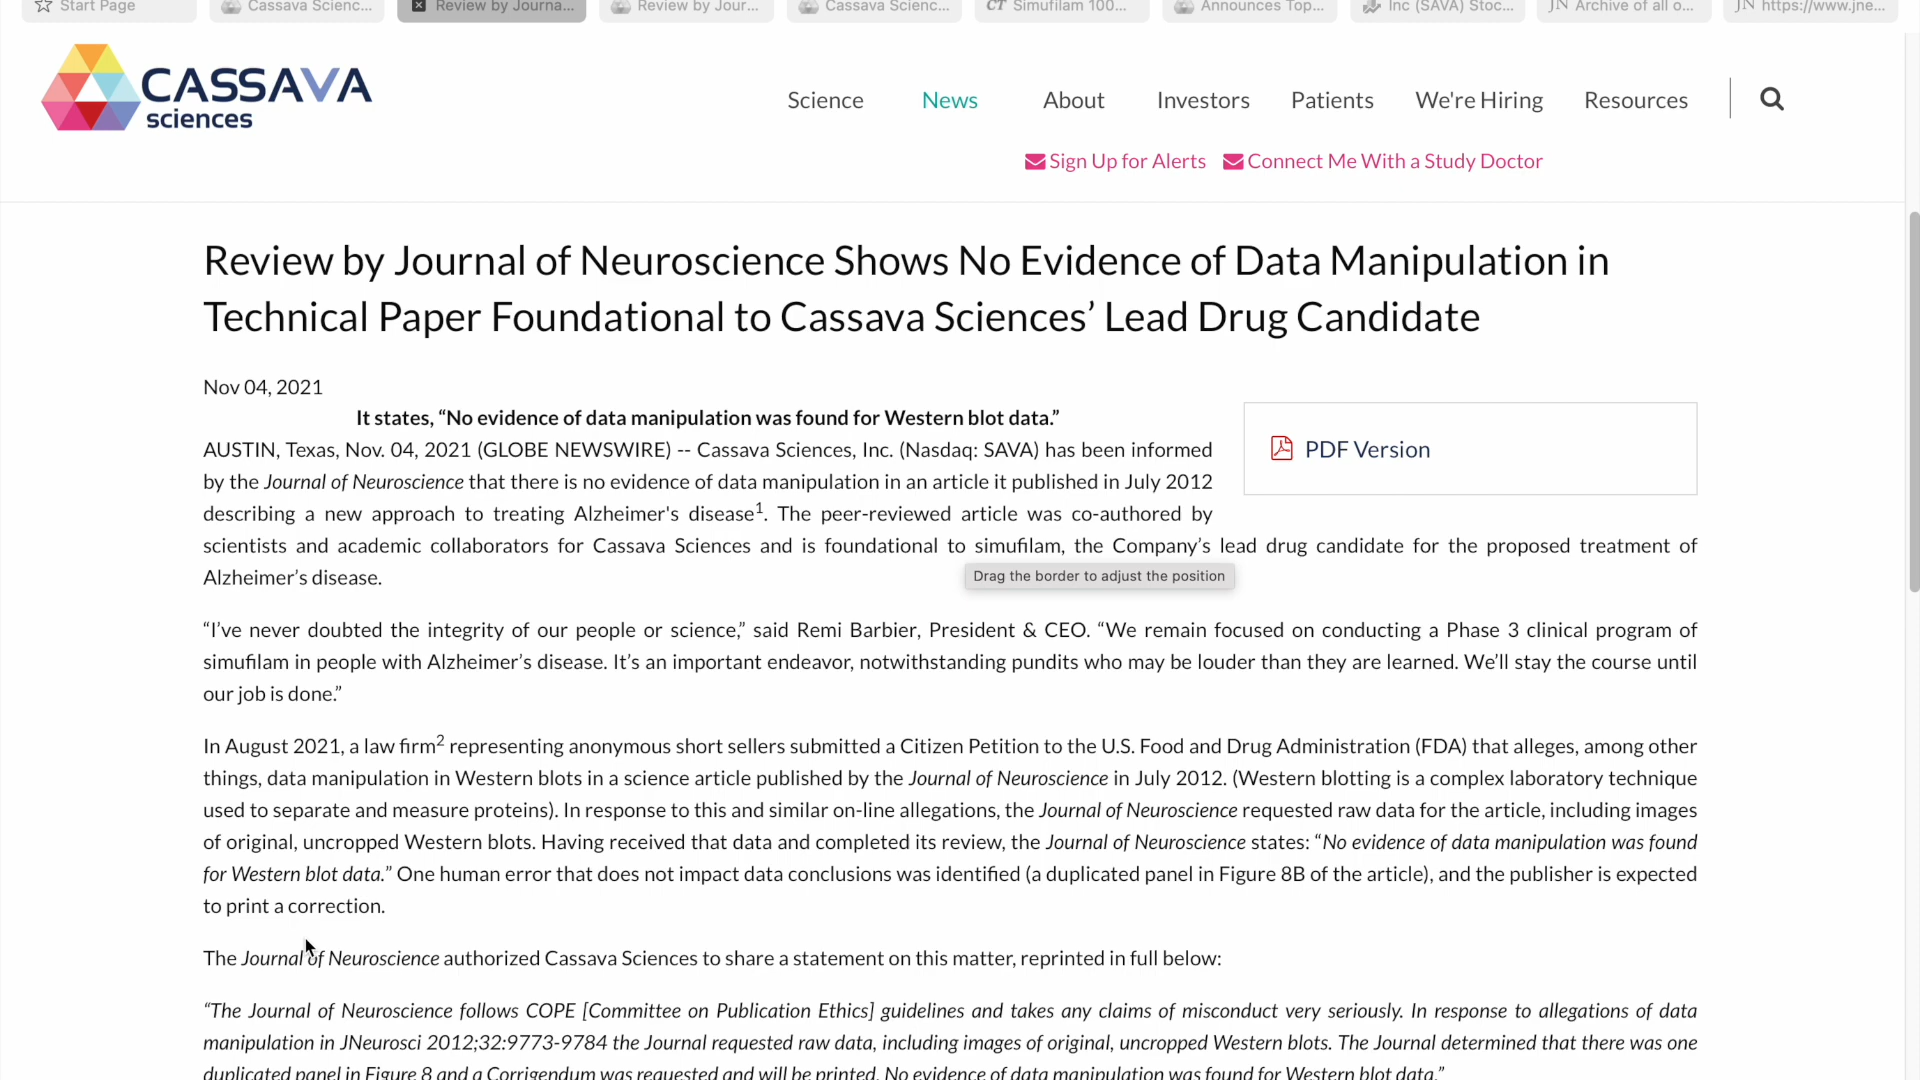 Start Page
Cassava Scienc...
Review by Journa...
Review by Jour...
Cassava Scienc...
CT Simufilam 100...
Announces Top...
Inc (SAVA) Stoc...
JN Archive of all o...
JN https://www.jne...
CASSAVA
sciences
Science News About Investors Patients We're Hiring Resources
Sign Up for Alerts Connect Me With a Study Doctor
Review by Journal of Neuroscience Shows No Evidence of Data Manipulation in
Technical Paper Foundational to Cassava Sciences’ Lead Drug Candidate
Nov 04, 2021
It states, “No evidence of data manipulation was found for Western blot data.”
PDF Version
AUSTIN, Texas, Nov. 04, 2021 (GLOBE NEWSWIRE) -- Cassava Sciences, Inc. (Nasdaq: SAVA) has been informed
by the Journal of Neuroscience that there is no evidence of data manipulation in an article it published in July 2012
describing a new approach to treating Alzheimer's disease1. The peer-reviewed article was co-authored by
scientists and academic collaborators for Cassava Sciences and is foundational to simufilam, the Company’s lead drug candidate for the proposed treatment of
Alzheimer’s disease.
Drag the border to adjust the position
“I’ve never doubted the integrity of our people or science,” said Remi Barbier, President & CEO. “We remain focused on conducting a Phase 3 clinical program of
simufilam in people with Alzheimer’s disease. It’s an important endeavor, notwithstanding pundits who may be louder than they are learned. We’ll stay the course until
our job is done.”
In August 2021, a law firm2 representing anonymous short sellers submitted a Citizen Petition to the U.S. Food and Drug Administration (FDA) that alleges, among other
things, data manipulation in Western blots in a science article published by the Journal of Neuroscience in July 2012. (Western blotting is a complex laboratory technique
used to separate and measure proteins). In response to this and similar on-line allegations, the Journal of Neuroscience requested raw data for the article, including images
of original, uncropped Western blots. Having received that data and completed its review, the Journal of Neuroscience states: “No evidence of data manipulation was found
for Western blot data.” One human error that does not impact data conclusions was identified (a duplicated panel in Figure 8B of the article), and the publisher is expected
to print a correction.
The Journal of Neuroscience authorized Cassava Sciences to share a statement on this matter, reprinted in full below:
“The Journal of Neuroscience follows COPE [Committee on Publication Ethics] guidelines and takes any claims of misconduct very seriously. In response to allegations of data
manipulation in JNeurosci 2012;32:9773-9784 the Journal requested raw data, including images of original, uncropped Western blots. The Journal determined that there was one
duplicated panel in Figure 8 and a Corrigendum was requested and will be printed. No evidence of data manipulation was found for Western blot data.”